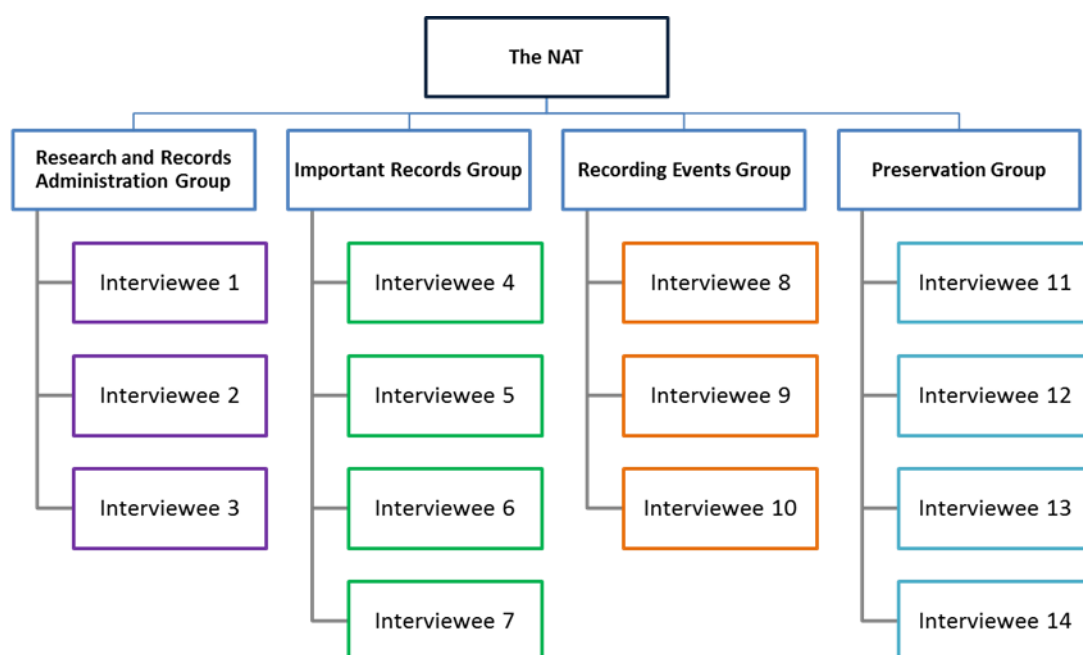 The NAT
Research and Records
Administration Group
Important Records Group
Recording Events Group
Preservation Group
Interviewee 1
Interviewee 2
Interviewee 3
Interviewee 4
Interviewee 5
Interviewee 6
Interviewee 7
Interviewee 8
Interviewee 9
Interviewee 10
Interviewee 11
Interviewee 12
Interviewee 13
Interviewee 14